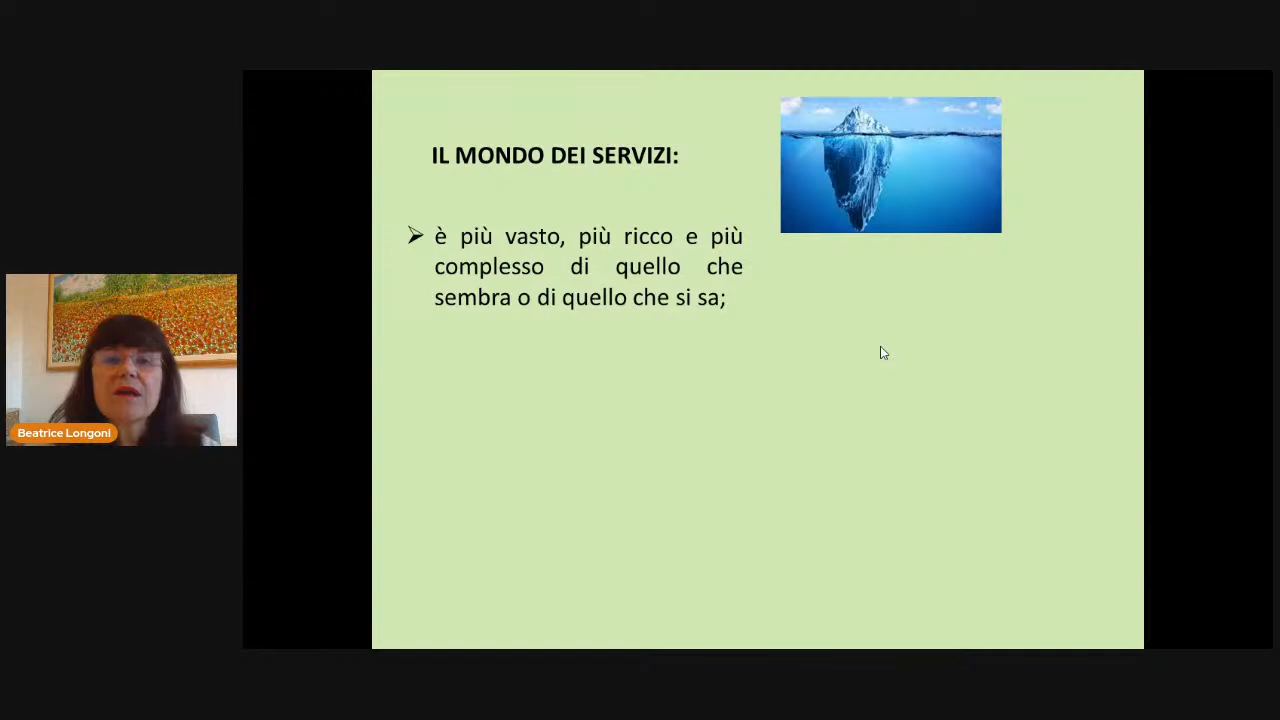 IL MONDO DEI SERVIZI:
è più vasto, più ricco e più
complesso di quello che
sembra o di quello che si sa;
Beatrice Longoni